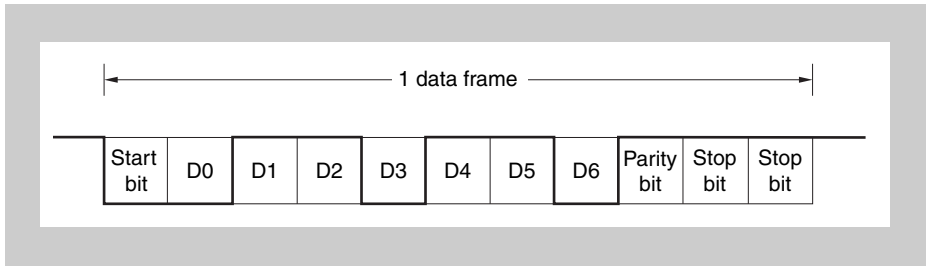 1 data frame
Start bit D0 D1 D2 D3 D4 D5 D6 Parity bit Stop bit Stop bit